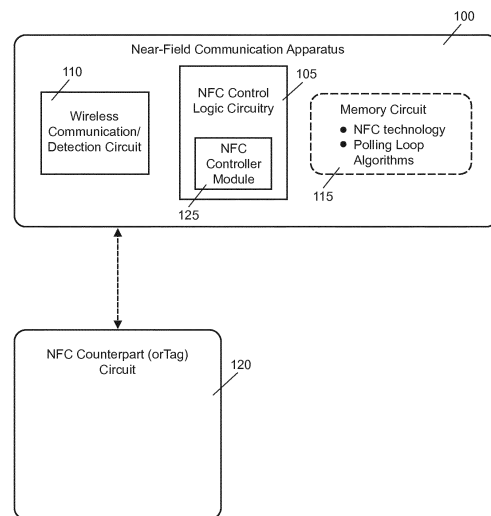 100
Near-Field Communication Apparatus
110
105
Wireless
Communication/
Detection Circuit
NFC Control
Logic Circuitry
NFC
Controller
Module
125
Memory Circuit
● NFC technology
● Polling Loop
Algorithms
115
NFC Counterpart (orTag)
Circuit
120